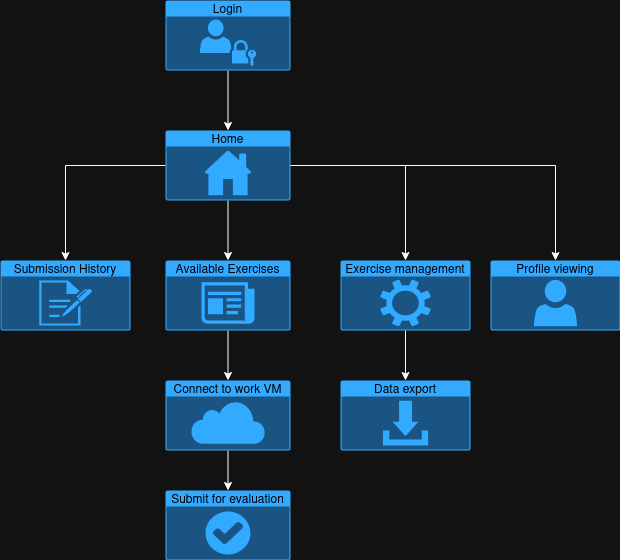 Login
Home
Submission History
Available Exercises
Exercise management
Profile viewing
Connect to work VM
Data export
Submit for evaluation